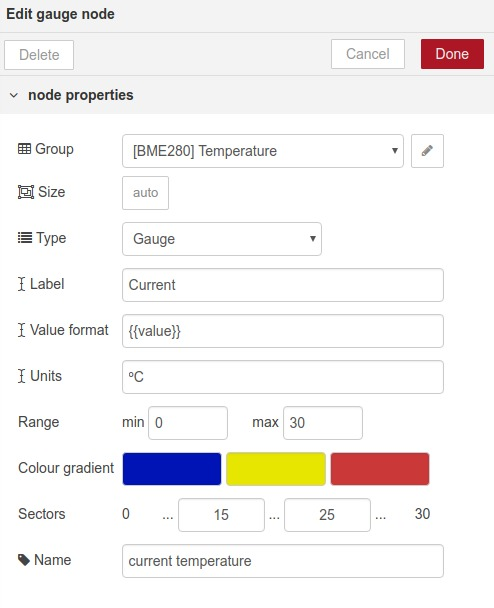 Edit gauge node
Delete Cancel Done
node properties
Group [BME280] Temperature
Size auto
Type Gauge
Label Current
Value format {{value}}
Units ºC
Range min 0 max 30
Colour gradient
Sectors 0 ... 15 ... 25 ... 30
Name current temperature